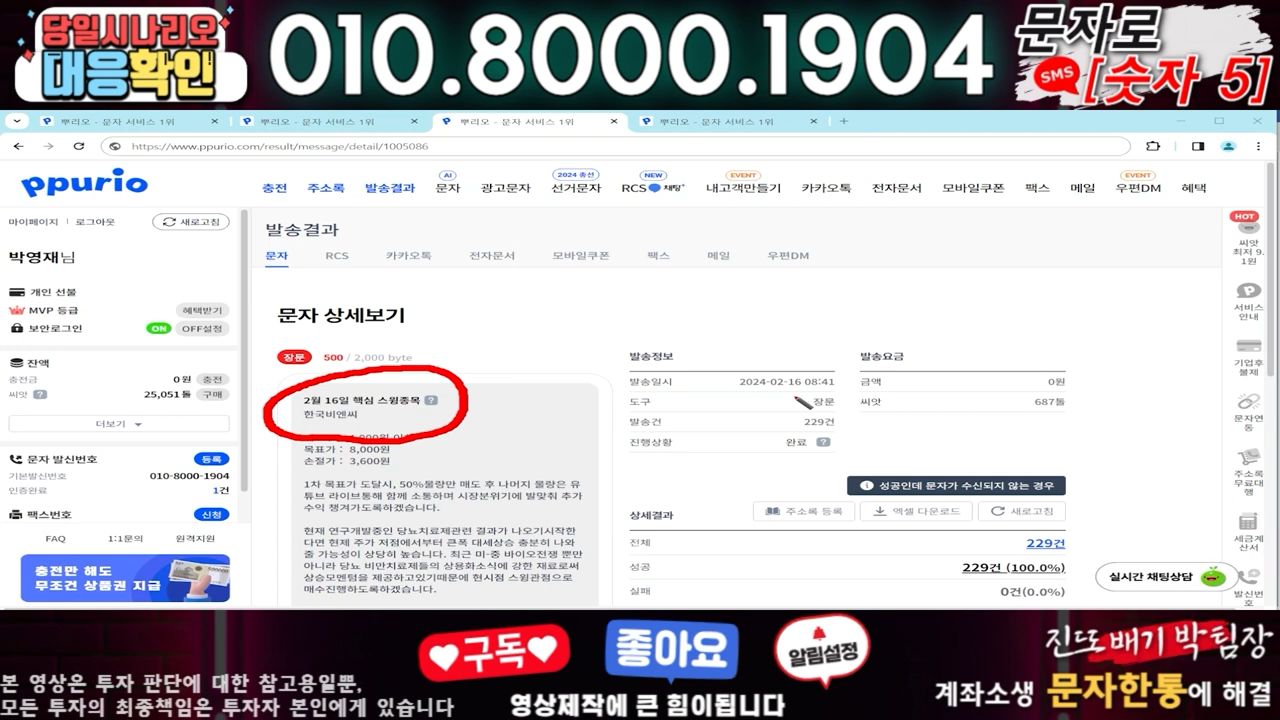 당일시나리오
대응확인
010.8000.1904
문자로
SMS [숫자 5]
뿌리오 - 문자 서비스 1위
뿌리오 - 문자 서비스 1위
뿌리오 - 문자 서비스 1위
뿌리오 - 문자 서비스 1위
https://www.ppurio.com/result/message/detail/1005086
ppurio
AI
2024 총선
NEW
EVENT
EVENT
충전 주소록 발송결과 문자 광고문자 선거문자 RCS 채팅+ 내고객만들기 카카오톡 전자문서 모바일쿠폰 팩스 메일 우편DM 혜택
마이페이지 로그아웃 새로고침
박영재님
개인 선불
MVP 등급 혜택받기
보안로그인 ON OFF설정
잔액
충전금 0원 충전
씨앗 ? 25,051톨 구매
더보기
문자 발신번호 등록
기본발신번호 010-8000-1904
인증완료 1건
팩스번호 신청
FAQ 1:1문의 원격지원
충전만 해도
무조건 상품권 지급
발송결과
문자 RCS 카카오톡 전자문서 모바일쿠폰 팩스 메일 우편DM
문자 상세보기
장문 500 / 2,000 byte
2월 16일 핵심 스윙종목 ?
한국비엔씨
목표가 : 8,000원
손절가 : 3,600원
1차 목표가 도달시, 50%물량만 매도 후 나머지 물량은 유
튜브 라이브통해 함께 소통하며 시장분위기에 발맞춰 추가
수익 챙겨가도록하겠습니다.
현재 연구개발중인 당뇨치료제관련 결과가 나오기시작한
다면 현재 주가 저점에서부터 큰폭 대세상승 충분히 나와
줄 가능성이 상당히 높습니다. 최근 미·중 바이오전쟁 뿐만
아니라 당뇨 비만치료제들의 상용화소식에 강한 재료로써
상승모멘텀을 제공하고있기때문에 현시점 스윙관점으로
매수진행하도록하겠습니다.
발송정보
발송일시 2024-02-16 08:41
도구 장문
발송건 229건
진행상황 완료 ?
발송요금
금액 0원
씨앗 687톨
성공인데 문자가 수신되지 않는 경우
상세결과 주소록 등록 엑셀 다운로드 새로고침
전체 229건
성공 229건 (100.0%)
실패 0건(0.0%)
HOT
씨앗
최저 9.
1원
서비스
안내
기업후
불제
문자연
동
주소록
무료대
행
세금계
산서
발신번
호
실시간 채팅상담
본 영상은 투자 판단에 대한 참고용일뿐,
모든 투자의 최종책임은 투자자 본인에게 있습니다
구독
좋아요
알림설정
영상제작에 큰 힘이됩니다
진또배기 박팀장
계좌소생 문자한통에 해결